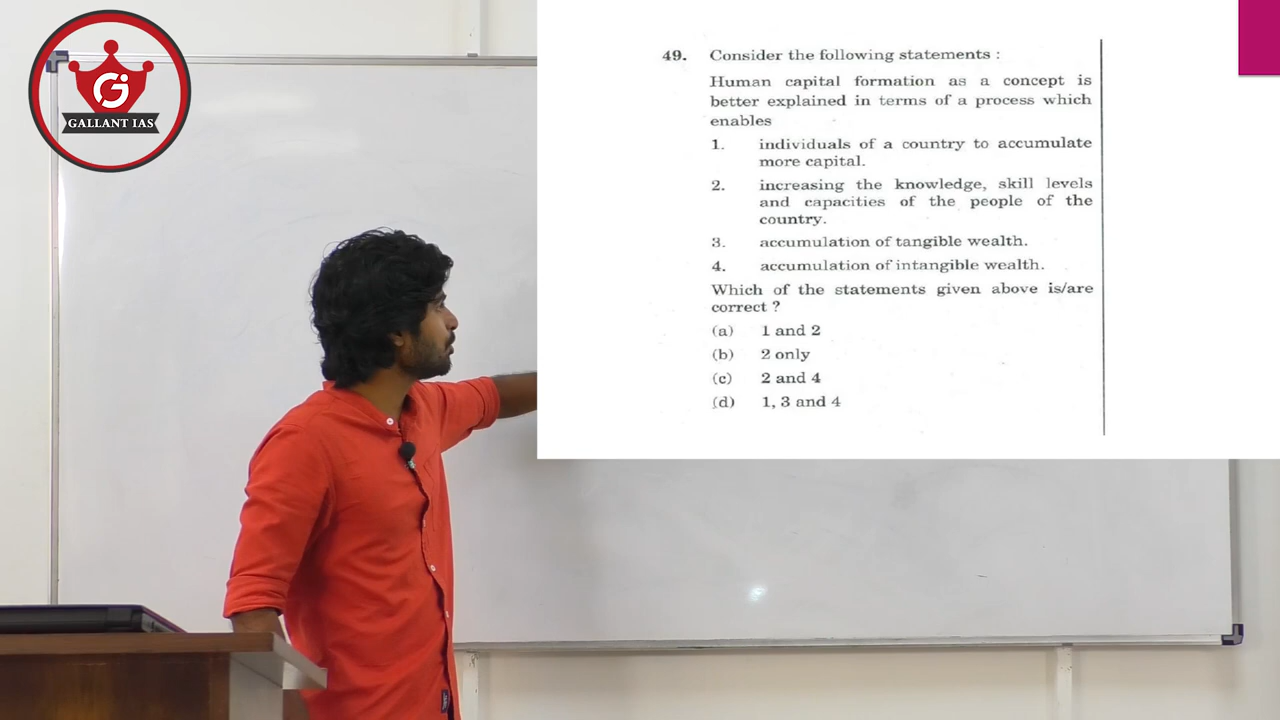 GALLANT IAS
49. Consider the following statements :
Human capital formation as a concept is
better explained in terms of a process which
enables
1. individuals of a country to accumulate
more capital.
2. increasing the knowledge, skill levels
and capacities of the people of the
country.
3. accumulation of tangible wealth.
4. accumulation of intangible wealth.
Which of the statements given above is/are
correct ?
(a) 1 and 2
(b) 2 only
(c) 2 and 4
(d) 1, 3 and 4